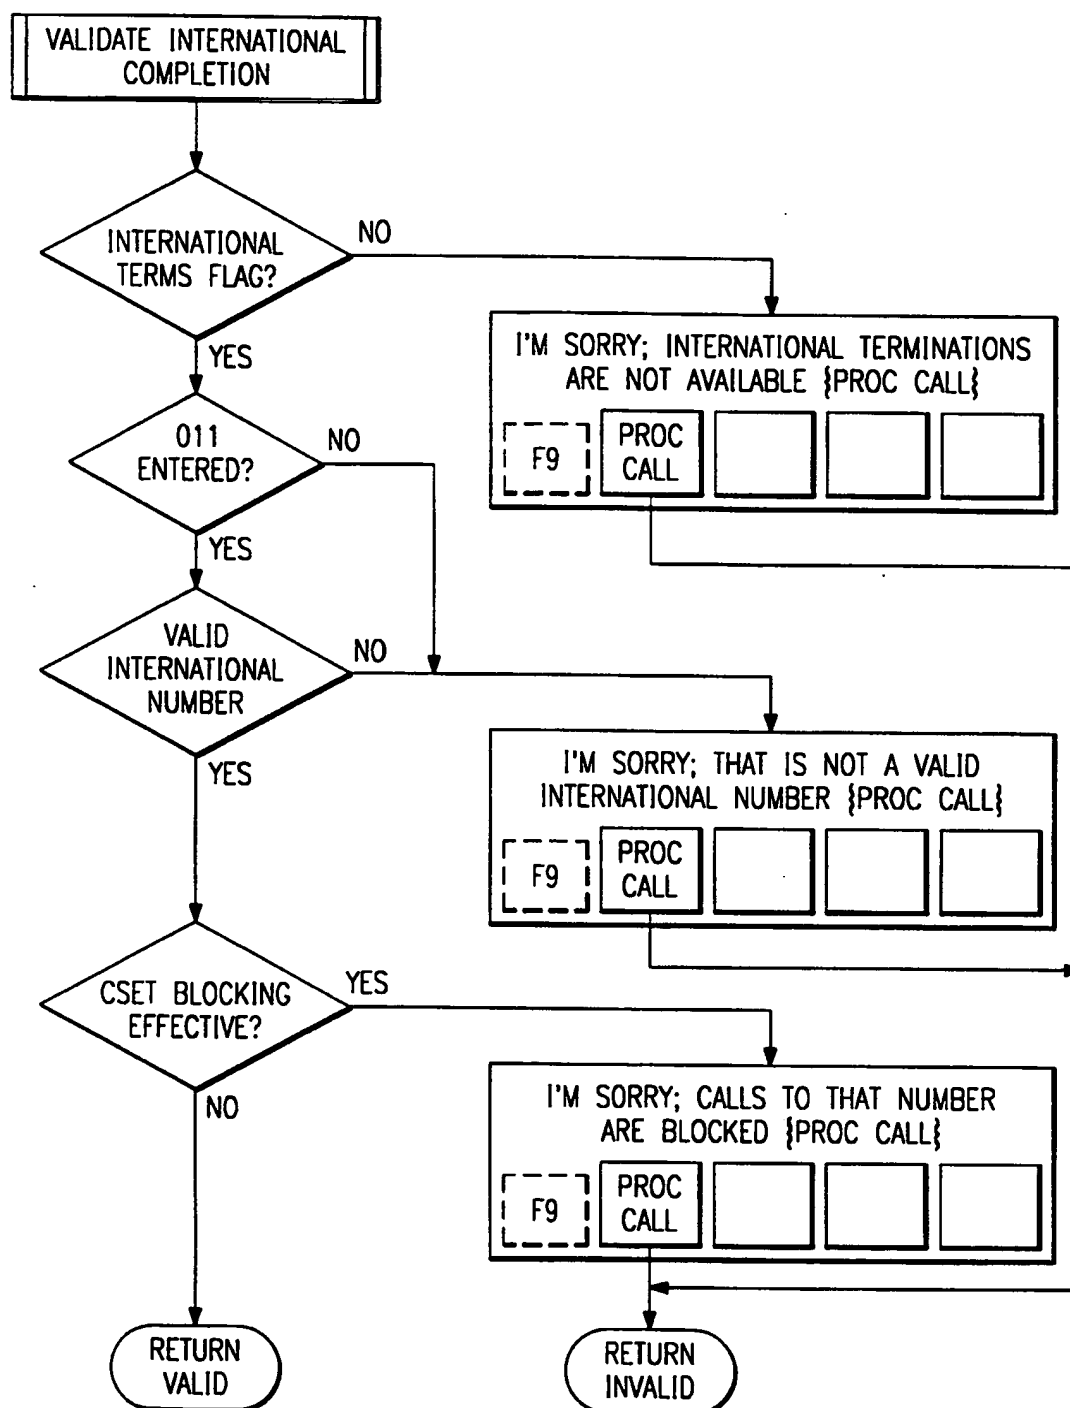 VALIDATE INTERNATIONAL
COMPLETION
INTERNATIONAL
TERMS FLAG?
NO
YES
I'M SORRY; INTERNATIONAL TERMINATIONS
ARE NOT AVAILABLE {PROC CALL}
F9
PROC
CALL
011
ENTERED?
NO
YES
VALID
INTERNATIONAL
NUMBER
NO
YES
I'M SORRY; THAT IS NOT A VALID
INTERNATIONAL NUMBER {PROC CALL}
F9
PROC
CALL
CSET BLOCKING
EFFECTIVE?
YES
NO
I'M SORRY; CALLS TO THAT NUMBER
ARE BLOCKED {PROC CALL}
F9
PROC
CALL
RETURN
VALID
RETURN
INVALID